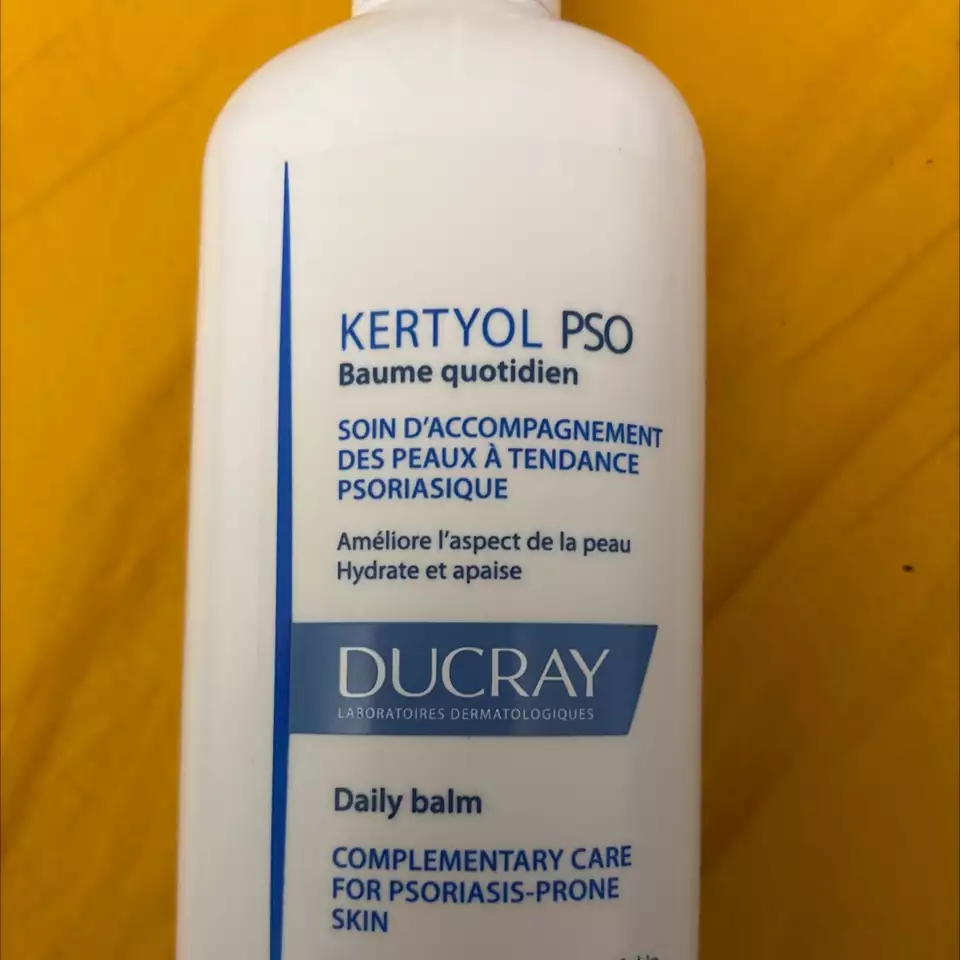 KERTYOL PSO
Baume quotidien
SOIN D'ACCOMPAGNEMENT
DES PEAUX À TENDANCE
PSORIASIQUE
Améliore l'aspect de la peau
Hydrate et apaise
DUCRAY
LABORATOIRES DERMATOLOGIQUES
Daily balm
COMPLEMENTARY CARE
FOR PSORIASIS-PRONE
SKIN